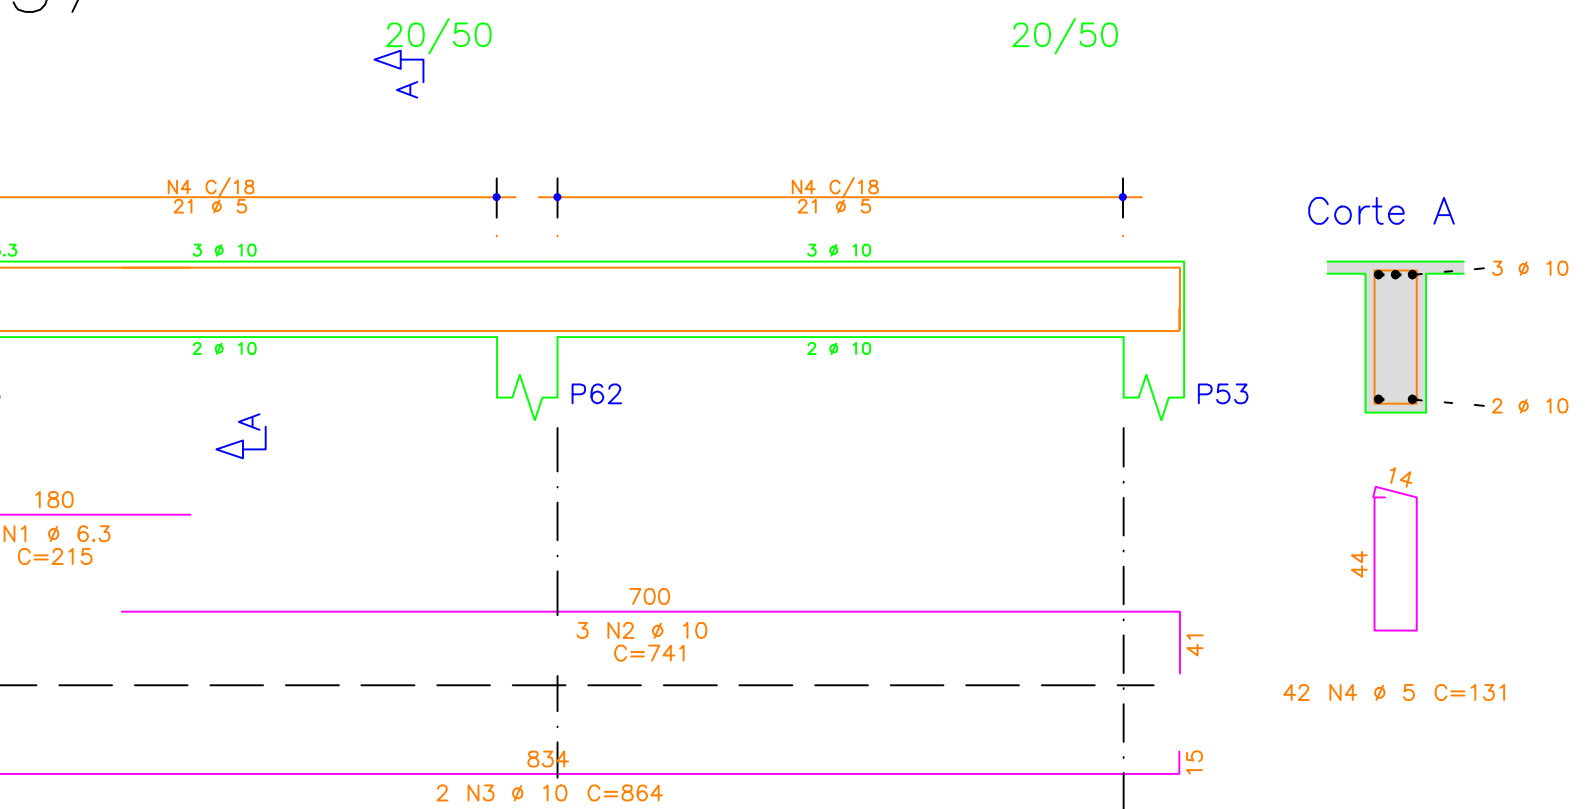 20/50
20/50
A
N4 C/18
21 ø 5
N4 C/18
21 ø 5
Corte A
3 ø 10
3 ø 10
3 ø 10
2 ø 10
2 ø 10
2 ø 10
P62
P53
A
180
N1 ø 6.3
C=215
14
44
700
3 N2 ø 10
C=741
41
42 N4 ø 5 C=131
834
15
2 N3 ø 10 C=864